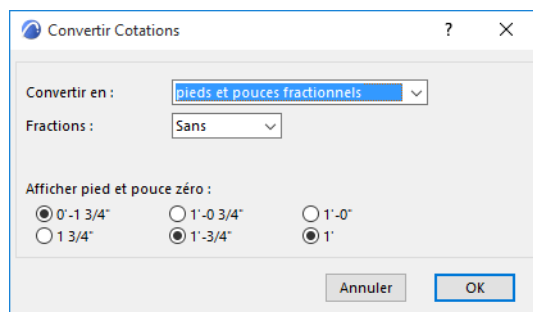 Convertir Cotations
?
Convertir en :
pieds et pouces fractionnels
Fractions :
Sans
Afficher pied et pouce zéro :
0'-1 3/4"
1'-0 3/4"
1'-0"
1 3/4"
1'-3/4"
1'
Annuler
OK